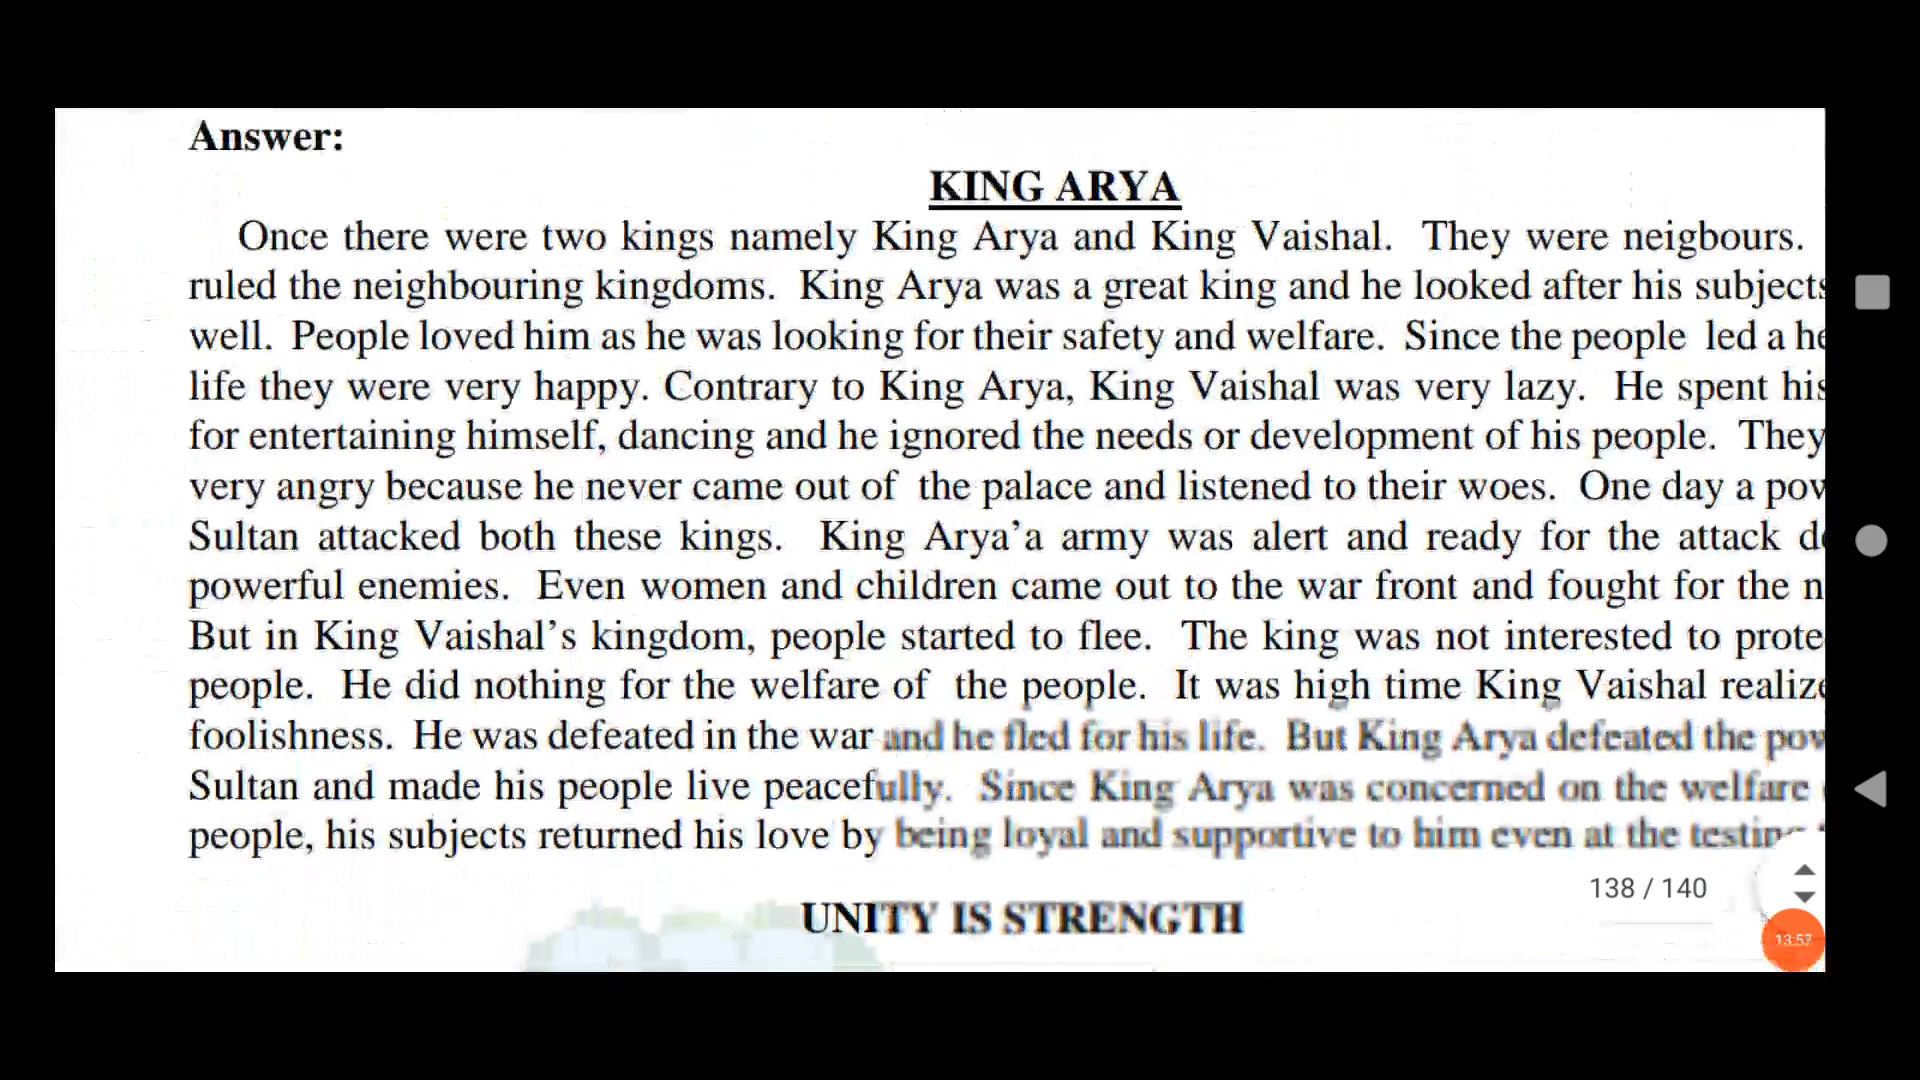 Answer:
KING ARYA
Once there were two kings namely King Arya and King Vaishal. They were neigbours.
ruled the neighbouring kingdoms. King Arya was a great king and he looked after his subjects
well. People loved him as he was looking for their safety and welfare. Since the people led a he
life they were very happy. Contrary to King Arya, King Vaishal was very lazy. He spent his
for entertaining himself, dancing and he ignored the needs or development of his people. They
very angry because he never came out of the palace and listened to their woes. One day a pow
Sultan attacked both these kings. King Arya’a army was alert and ready for the attack de
powerful enemies. Even women and children came out to the war front and fought for the n
But in King Vaishal’s kingdom, people started to flee. The king was not interested to prote
people. He did nothing for the welfare of the people. It was high time King Vaishal realize
foolishness. He was defeated in the war and he fled for his life. But King Arya defeated the pow
Sultan and made his people live peacefully. Since King Arya was concerned on the welfare
people, his subjects returned his love by being loyal and supportive to him even at the testing
138 / 140
UNITY IS STRENGTH
13:57